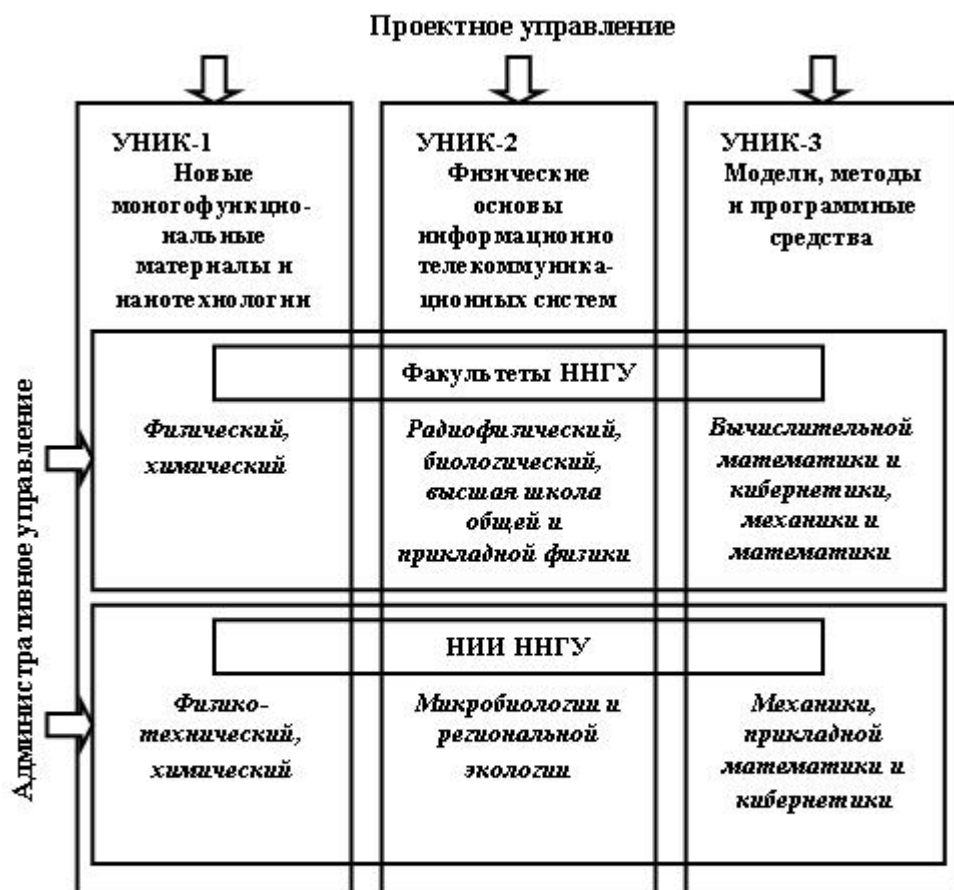 Проектное управление
УНИК-1
Новые
моногофункцио-
нальные
материалы и
нанотехнологии
УНИК-2
Физические
основы
информационно
телекоммуника-
ционных систем
УНИК-3
Модели, методы
и программные
средства
Административное управление
Факультеты ННГУ
Физический,
химический
Радиофизический,
биологический,
высшая школа
общей и
прикладной физики
Вычислительной
математики и
кибернетики,
механики и
математики
НИИ ННГУ
Физико-
технический,
химический
Микробиологии и
региональной
экологии
Механики,
прикладной
математики и
кибернетики